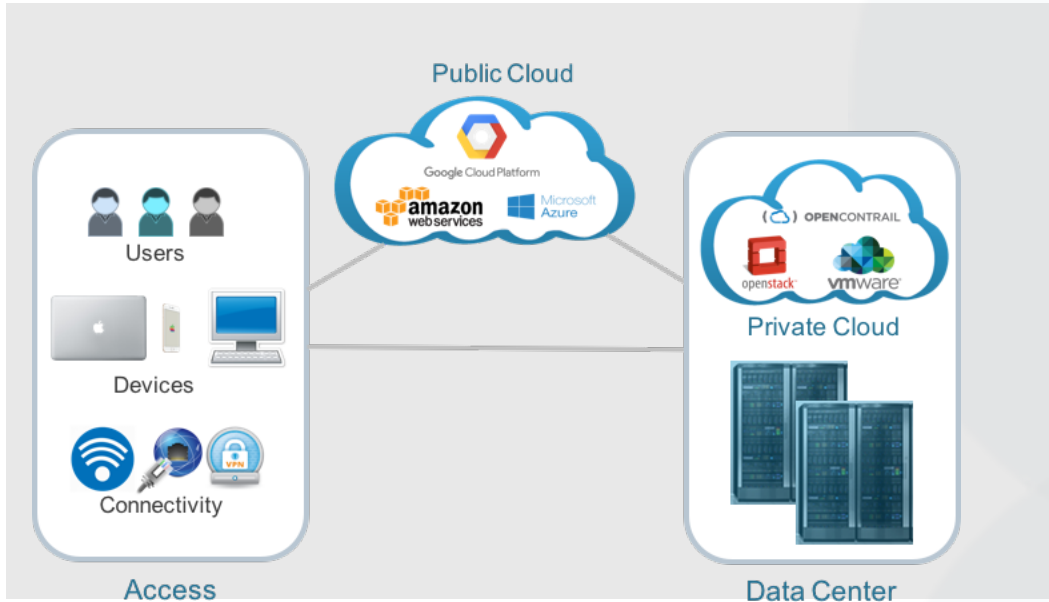 Public Cloud
Google Cloud Platform
amazon
web services
Microsoft
Azure
Users
Devices
VPN
Connectivity
Access
OPENCONTRAIL
openstack
vmware
Private Cloud
Data Center